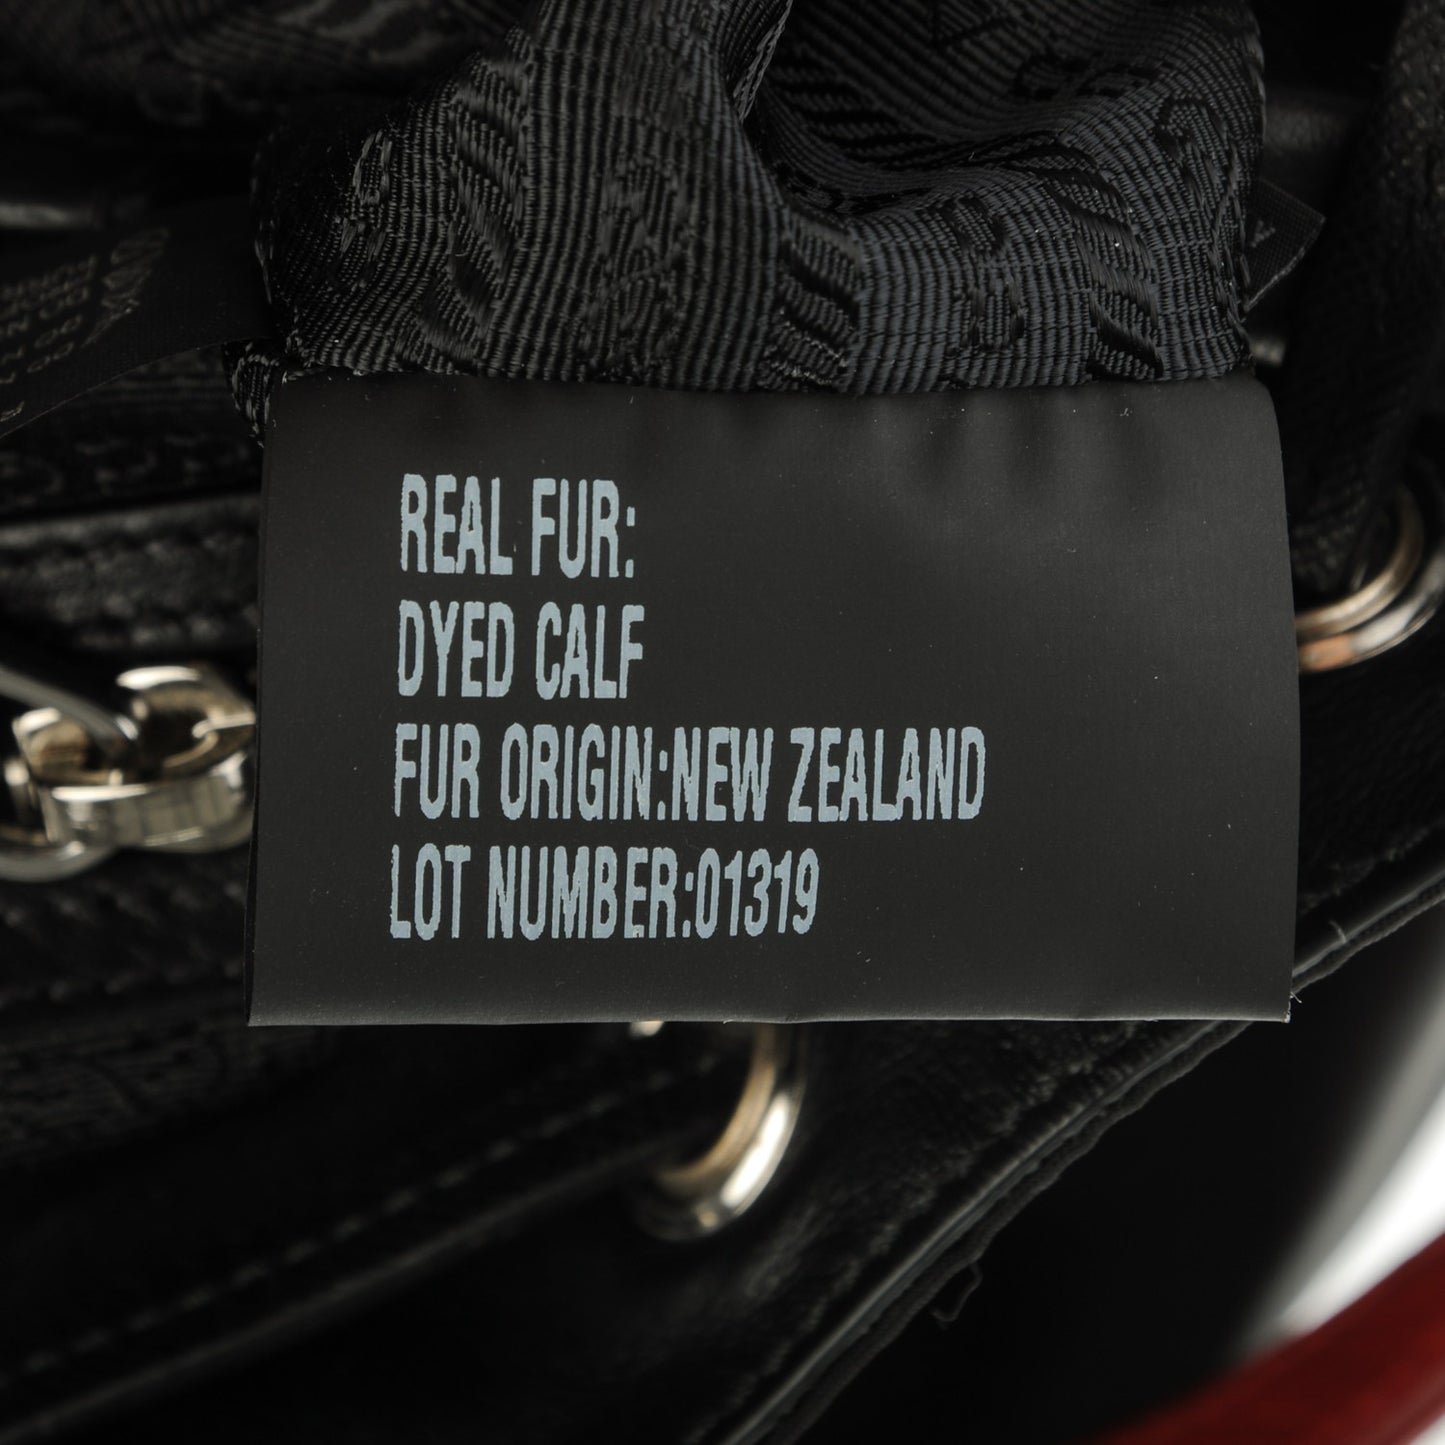 REAL FUR:
DYED CALF
FUR ORIGIN:NEW ZEALAND
LOT NUMBER:01319